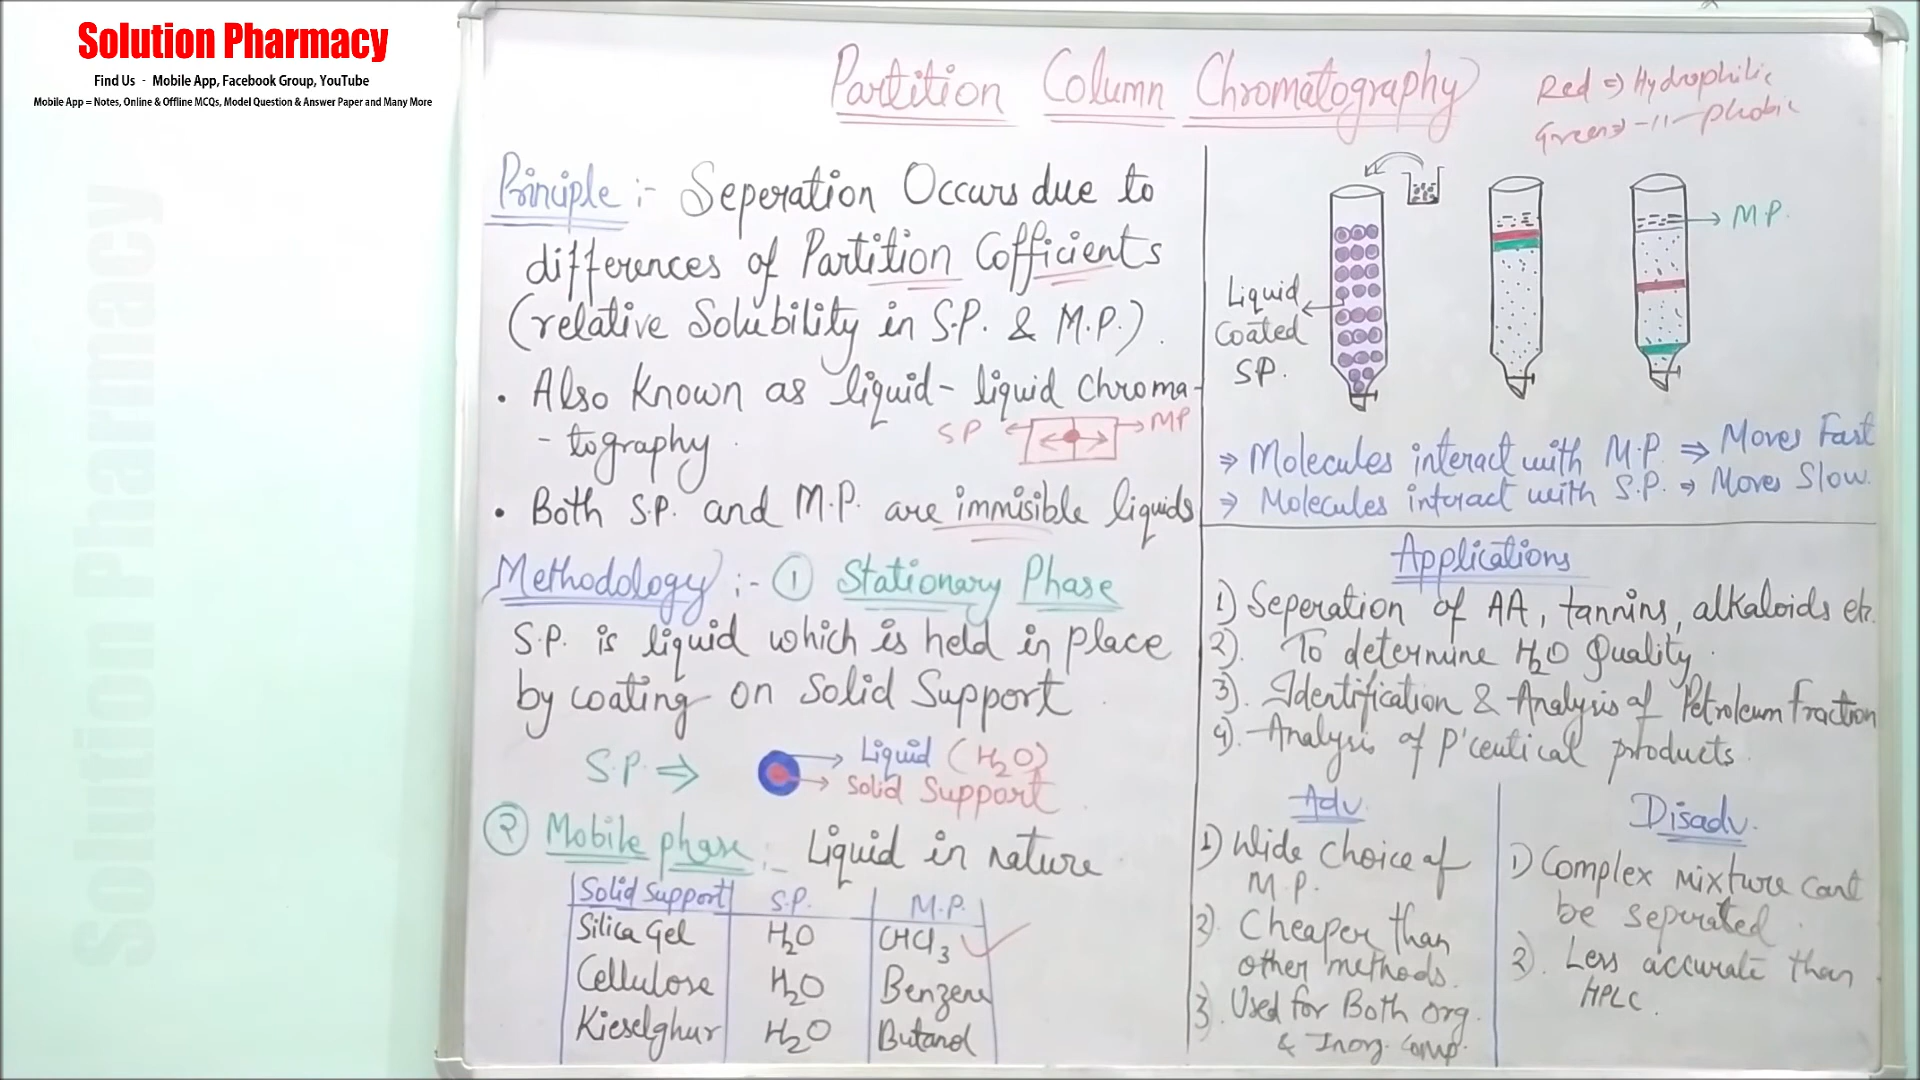 Solution Pharmacy
Find Us - Mobile App, Facebook Group, YouTube
Mobile App = Notes, Online & Offline MCQs, Model Question & Answer Paper and Many More
Solution Pharmacy
Partition Column Chromatography
Red ⇒ Hydrophilic
Green ⇒ -11- phobic
Principle :- Seperation Occurs due to
differences of Partition Cofficients
(relative Solubility in S.P. & M.P.).
• Also Known as liquid-liquid Chroma-
-tography.
SP MP
• Both S.P. and M.P. are immisible liquids
Methodology :- ① Stationary Phase
S.P. is liquid which is held in place
by coating on Solid Support.
S.P. ⇒ Liquid (H2O)
Solid Support
② Mobile phase :- Liquid in nature
Solid Support S.P. M.P.
Silica Gel H2O CHCl3
Cellulose H2O Benzene
Kieselghur H2O Butanol
M.P.
Liquid
Coated
S.P.
⇒ Molecules interact with M.P. ⇒ Moves Fast
⇒ Molecules interact with S.P. ⇒ Moves Slow.
Applications
1) Seperation of AA, tannins, alkaloids etc.
2). To determine H2O Quality.
3). Identification & Analysis of Petroleum fraction
4). Analysis of p'ceutical products.
Adv.
1) Wide choice of
M.P.
2). Cheaper than
other methods.
3). Used for Both org.
& Inorg. Comp.
Disadv.
1) Complex mixture cant
be seperated.
2). Less accurate than
HPLC.